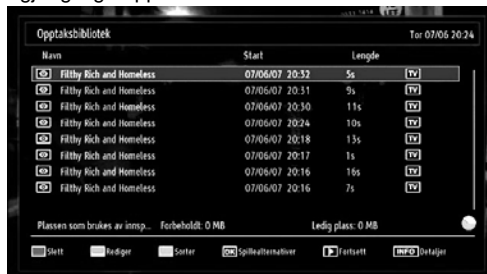 Opptaksbibliotek Tor 07/06 20:24
Navn Start Lengde
Filthy Rich and Homeless 07/06/07 20:32 5s TV
Filthy Rich and Homeless 07/06/07 20:31 9s TV
Filthy Rich and Homeless 07/06/07 20:30 11s TV
Filthy Rich and Homeless 07/06/07 20:24 10s TV
Filthy Rich and Homeless 07/06/07 20:18 13s TV
Filthy Rich and Homeless 07/06/07 20:17 1s TV
Filthy Rich and Homeless 07/06/07 20:16 16s TV
Filthy Rich and Homeless 07/06/07 20:16 7s TV
Plassen som brukes av innsp... Forbeholdt: 0 MB Ledig plass: 0 MB
Slett Rediger Sorter OK Spillealternativer Fortsett INFO Detaljer